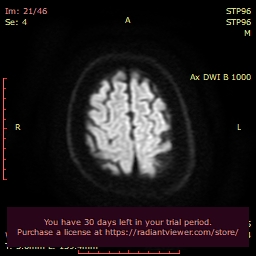 Im: 21/46
Se: 4
A
STP96
STP96
M
Ax DWI B 1000
R
L
You have 30 days left in your trial period.
Purchase a license at https://radiantviewer.com/store/